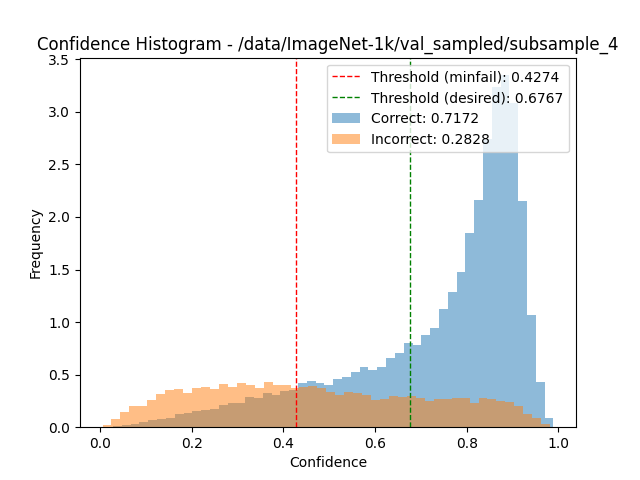 Confidence Histogram - /data/ImageNet-1k/val_sampled/subsample_4
Threshold (minfail): 0.4274
Threshold (desired): 0.6767
Correct: 0.7172
Incorrect: 0.2828
Frequency
3.5
3.0
2.5
2.0
1.5
1.0
0.5
0.0
0.0 0.2 0.4 0.6 0.8 1.0
Confidence